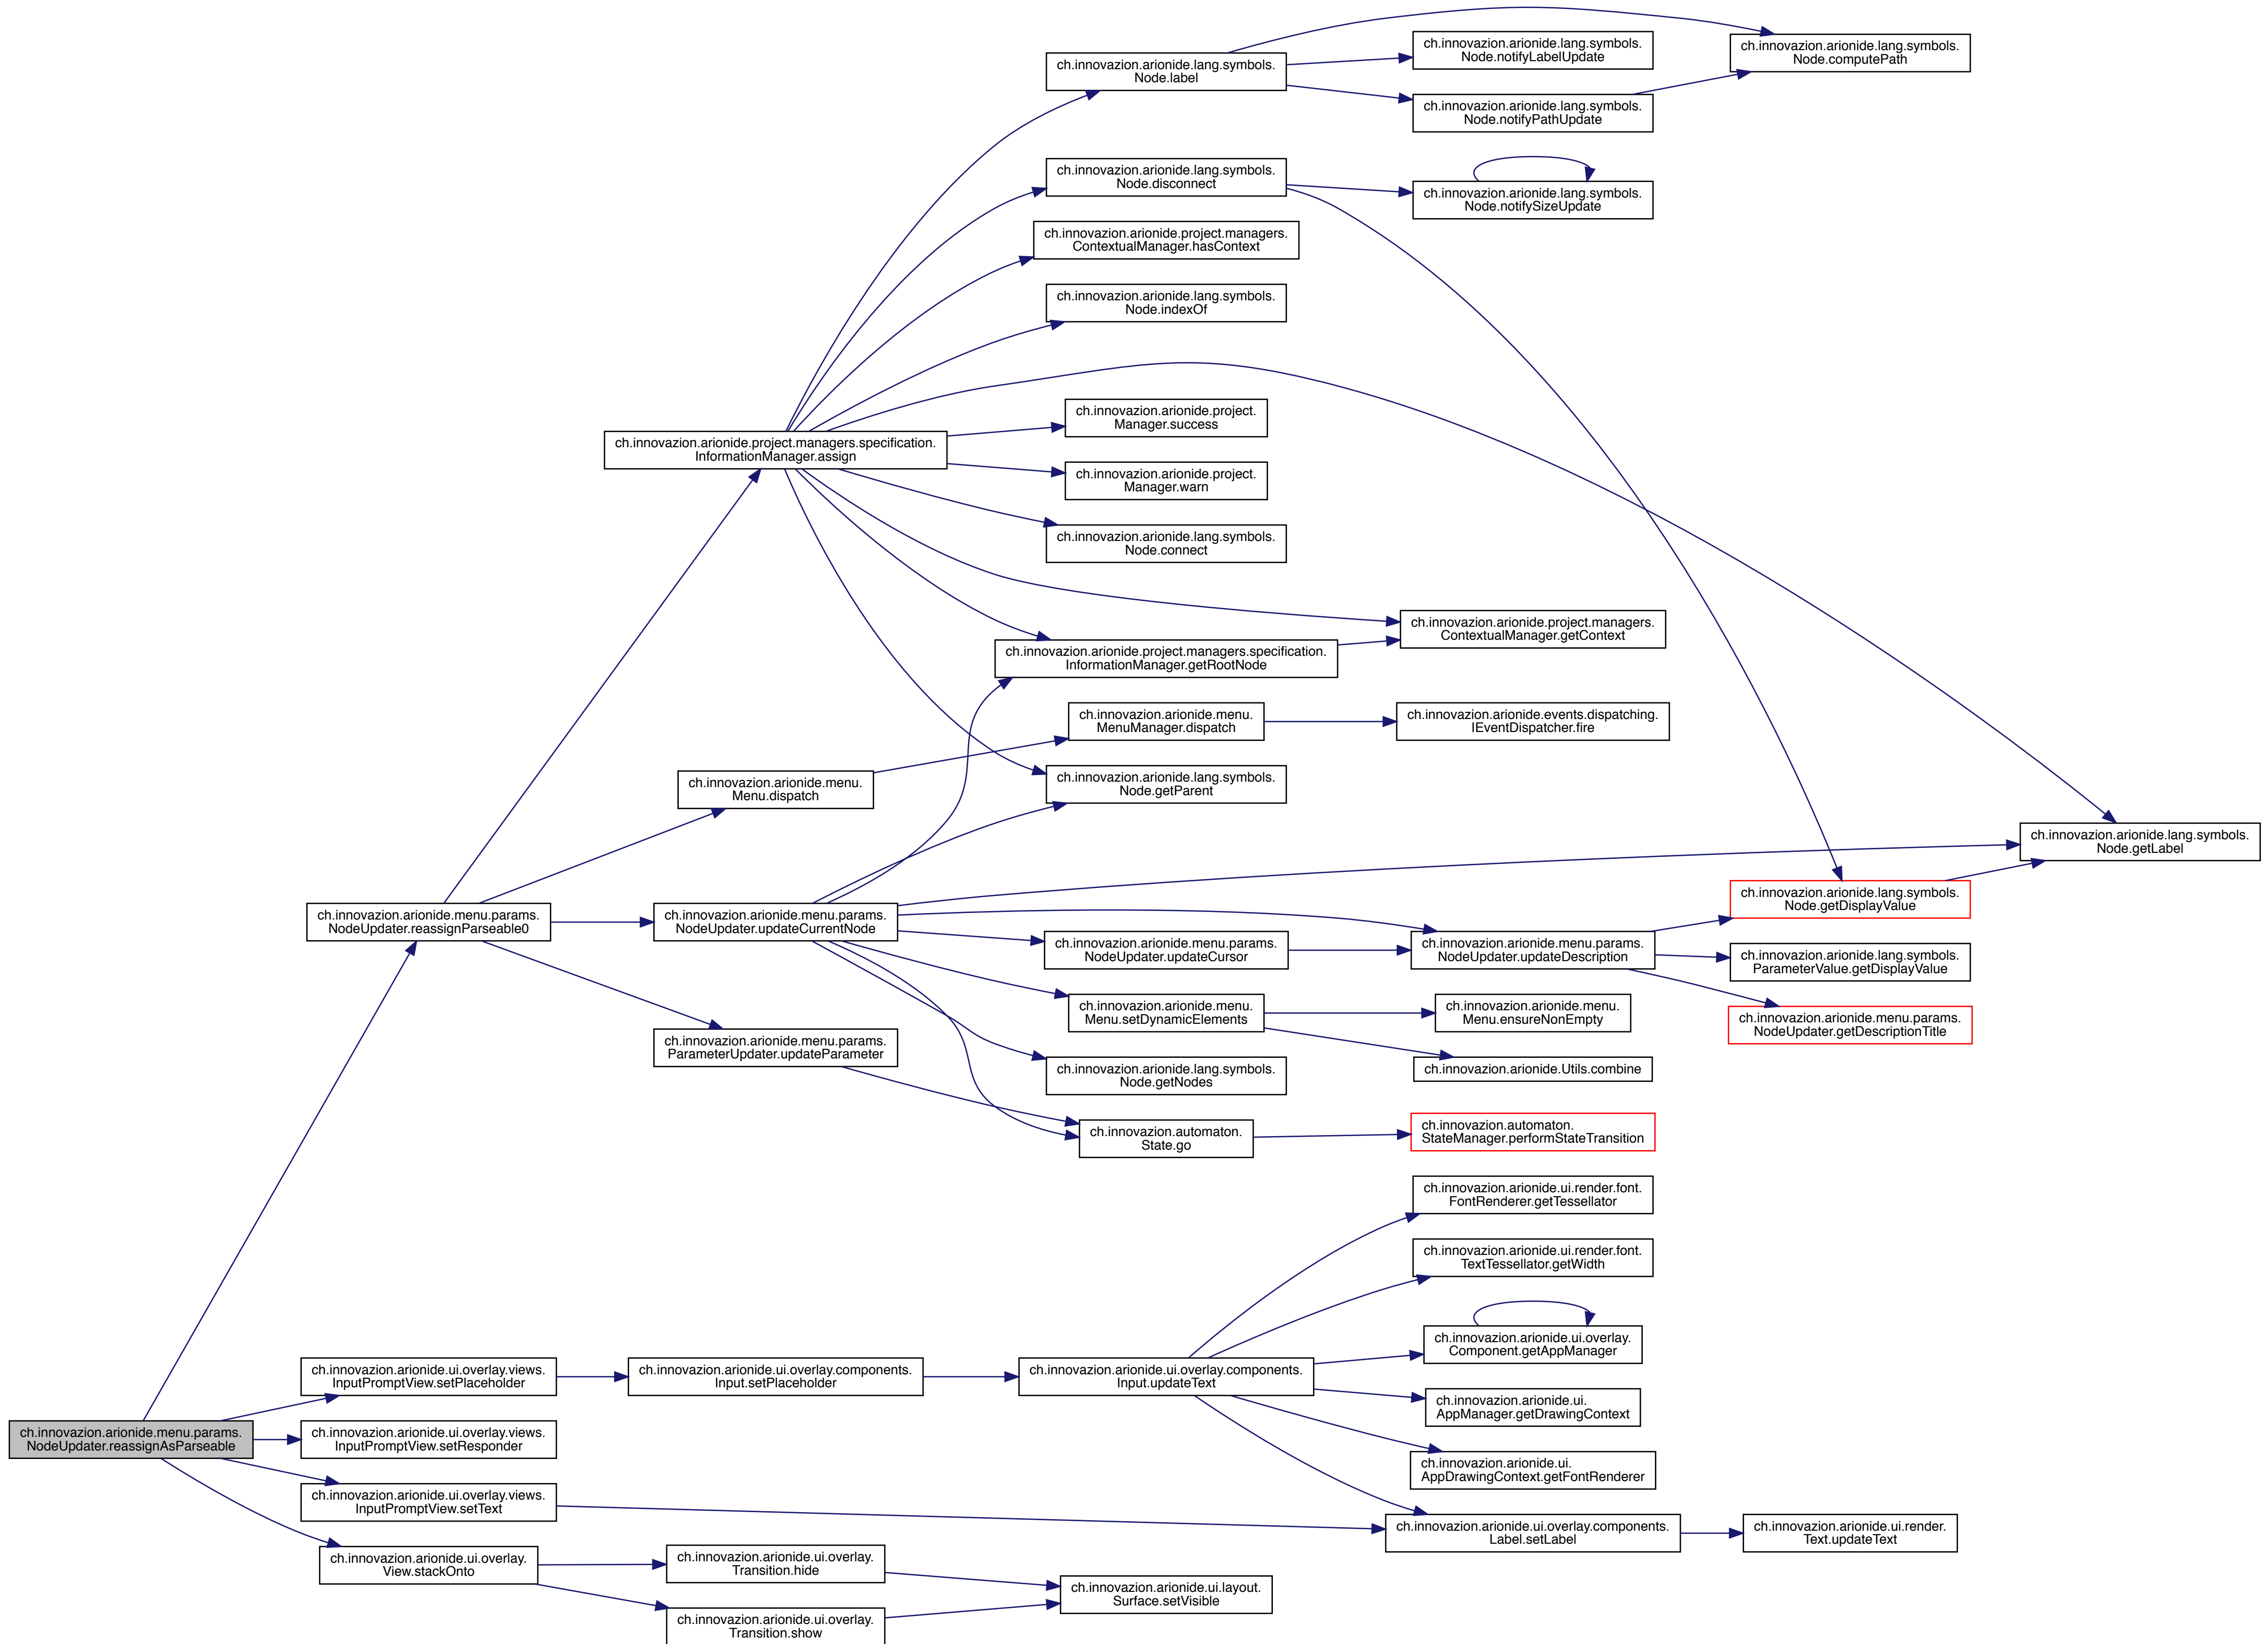 ch.innovazion.arionide.lang.symbols.
Node.label
ch.innovazion.arionide.lang.symbols.
Node.notifyLabelUpdate
ch.innovazion.arionide.lang.symbols.
Node.computePath
ch.innovazion.arionide.lang.symbols.
Node.notifyPathUpdate
ch.innovazion.arionide.lang.symbols.
Node.disconnect
ch.innovazion.arionide.lang.symbols.
Node.notifySizeUpdate
ch.innovazion.arionide.project.managers.
ContextualManager.hasContext
ch.innovazion.arionide.lang.symbols.
Node.indexOf
ch.innovazion.arionide.project.
Manager.success
ch.innovazion.arionide.project.managers.specification.
InformationManager.assign
ch.innovazion.arionide.project.
Manager.warn
ch.innovazion.arionide.lang.symbols.
Node.connect
ch.innovazion.arionide.project.managers.
ContextualManager.getContext
ch.innovazion.arionide.project.managers.specification.
InformationManager.getRootNode
ch.innovazion.arionide.menu.
MenuManager.dispatch
ch.innovazion.arionide.events.dispatching.
IEventDispatcher.fire
ch.innovazion.arionide.menu.
Menu.dispatch
ch.innovazion.arionide.lang.symbols.
Node.getParent
ch.innovazion.arionide.lang.symbols.
Node.getLabel
ch.innovazion.arionide.lang.symbols.
Node.getDisplayValue
ch.innovazion.arionide.menu.params.
NodeUpdater.reassignParseable0
ch.innovazion.arionide.menu.params.
NodeUpdater.updateCurrentNode
ch.innovazion.arionide.menu.params.
NodeUpdater.updateCursor
ch.innovazion.arionide.menu.params.
NodeUpdater.updateDescription
ch.innovazion.arionide.lang.symbols.
ParameterValue.getDisplayValue
ch.innovazion.arionide.menu.
Menu.setDynamicElements
ch.innovazion.arionide.menu.
Menu.ensureNonEmpty
ch.innovazion.arionide.menu.params.
NodeUpdater.getDescriptionTitle
ch.innovazion.arionide.menu.params.
ParameterUpdater.updateParameter
ch.innovazion.arionide.Utils.combine
ch.innovazion.arionide.lang.symbols.
Node.getNodes
ch.innovazion.automaton.
State.go
ch.innovazion.automaton.
StateManager.performStateTransition
ch.innovazion.arionide.ui.render.font.
FontRenderer.getTessellator
ch.innovazion.arionide.ui.render.font.
TextTessellator.getWidth
ch.innovazion.arionide.ui.overlay.
Component.getAppManager
ch.innovazion.arionide.ui.overlay.views.
InputPromptView.setPlaceholder
ch.innovazion.arionide.ui.overlay.components.
Input.setPlaceholder
ch.innovazion.arionide.ui.overlay.components.
Input.updateText
ch.innovazion.arionide.ui.
AppManager.getDrawingContext
ch.innovazion.arionide.menu.params.
NodeUpdater.reassignAsParseable
ch.innovazion.arionide.ui.overlay.views.
InputPromptView.setResponder
ch.innovazion.arionide.ui.
AppDrawingContext.getFontRenderer
ch.innovazion.arionide.ui.overlay.views.
InputPromptView.setText
ch.innovazion.arionide.ui.overlay.components.
Label.setLabel
ch.innovazion.arionide.ui.render.
Text.updateText
ch.innovazion.arionide.ui.overlay.
View.stackOnto
ch.innovazion.arionide.ui.overlay.
Transition.hide
ch.innovazion.arionide.ui.layout.
Surface.setVisible
ch.innovazion.arionide.ui.overlay.
Transition.show